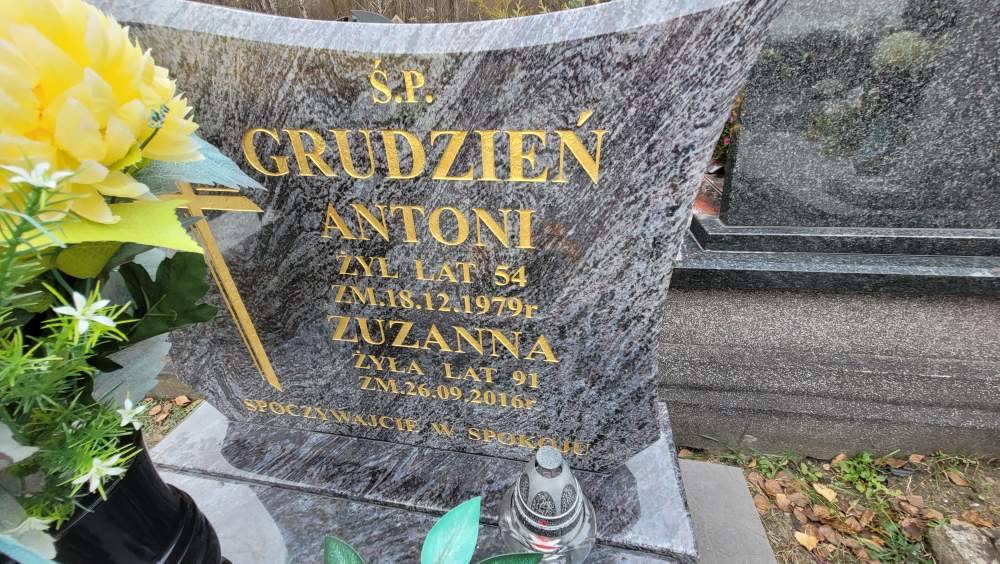 Ś.P.
GRUDZIEŃ
ANTONI
ŻYŁ LAT 54
ZM.18.12.1979r
ZUZANNA
ŻYŁA LAT 91
ZM.26.09.2016r
SPOCZYWAJCIE W SPOKOJU